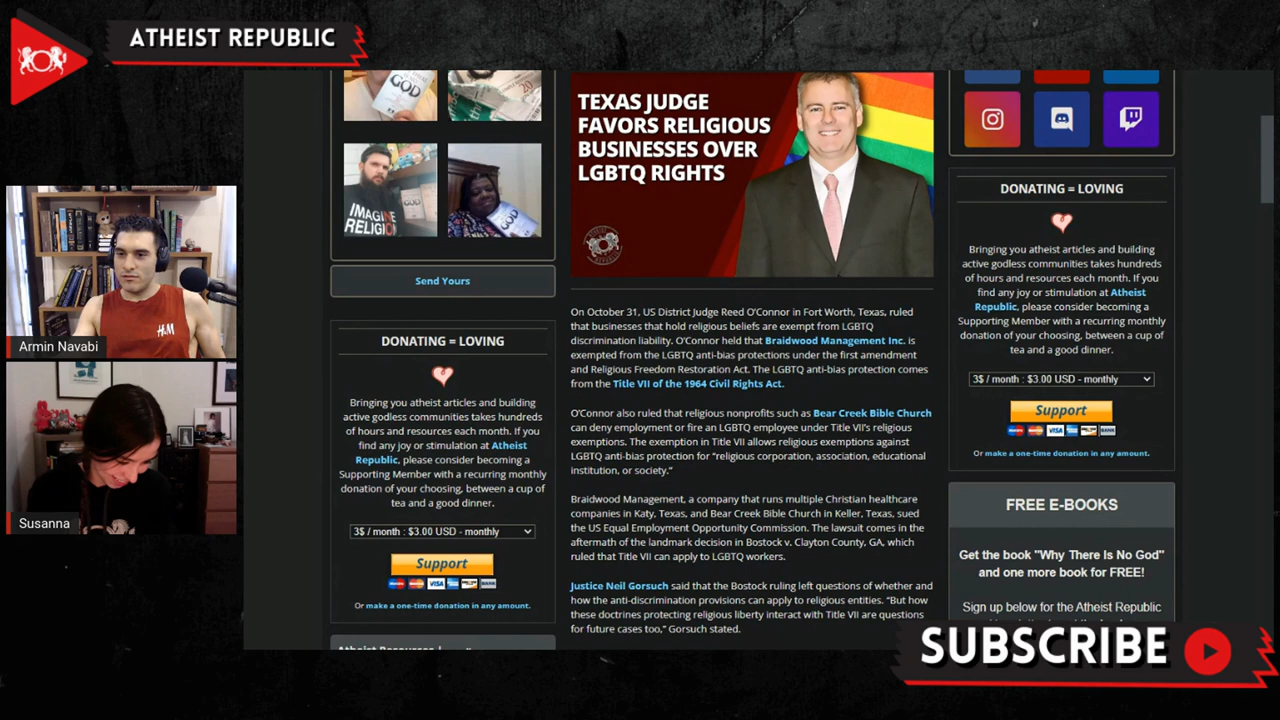 ATHEIST REPUBLIC
GOD
20
GOD
IMAGINE
RELIGIO
GOD
Send Yours
DONATING = LOVING
Bringing you atheist articles and building
active godless communities takes hundreds
of hours and resources each month. If you
find any joy or stimulation at Atheist
Republic, please consider becoming a
Supporting Member with a recurring monthly
donation of your choosing, between a cup of
tea and a good dinner.
3$ / month : $3.00 USD - monthly
Support
VISA
BANK
Or make a one-time donation in any amount.
TEXAS JUDGE
FAVORS RELIGIOUS
BUSINESSES OVER
LGBTQ RIGHTS
On October 31, US District Judge Reed O'Connor in Fort Worth, Texas, ruled
that businesses that hold religious beliefs are exempt from LGBTQ
discrimination liability. O'Connor held that Braidwood Management Inc. is
exempted from the LGBTQ anti-bias protections under the first amendment
and Religious Freedom Restoration Act. The LGBTQ anti-bias protection comes
from the Title VII of the 1964 Civil Rights Act.
O'Connor also ruled that religious nonprofits such as Bear Creek Bible Church
can deny employment or fire an LGBTQ employee under Title VII's religious
exemptions. The exemption in Title VII allows religious exemptions against
LGBTQ anti-bias protection for "religious corporation, association, educational
institution, or society."
Braidwood Management, a company that runs multiple Christian healthcare
companies in Katy, Texas, and Bear Creek Bible Church in Keller, Texas, sued
the US Equal Employment Opportunity Commission. The lawsuit comes in the
aftermath of the landmark decision in Bostock v. Clayton County, GA, which
ruled that Title VII can apply to LGBTQ workers.
Justice Neil Gorsuch said that the Bostock ruling left questions of whether and
how the anti-discrimination provisions can apply to religious entities. "But how
these doctrines protecting religious liberty interact with Title VII are questions
for future cases too," Gorsuch stated.
DONATING = LOVING
Bringing you atheist articles and building
active godless communities takes hundreds
of hours and resources each month. If you
find any joy or stimulation at Atheist
Republic, please consider becoming a
Supporting Member with a recurring monthly
donation of your choosing, between a cup of
tea and a good dinner.
3$ / month : $3.00 USD - monthly
Support
VISA
BANK
Or make a one-time donation in any amount.
FREE E-BOOKS
Get the book "Why There Is No God"
and one more book for FREE!
Sign up below for the Atheist Republic
H&M
Armin Navabi
Susanna
SUBSCRIBE